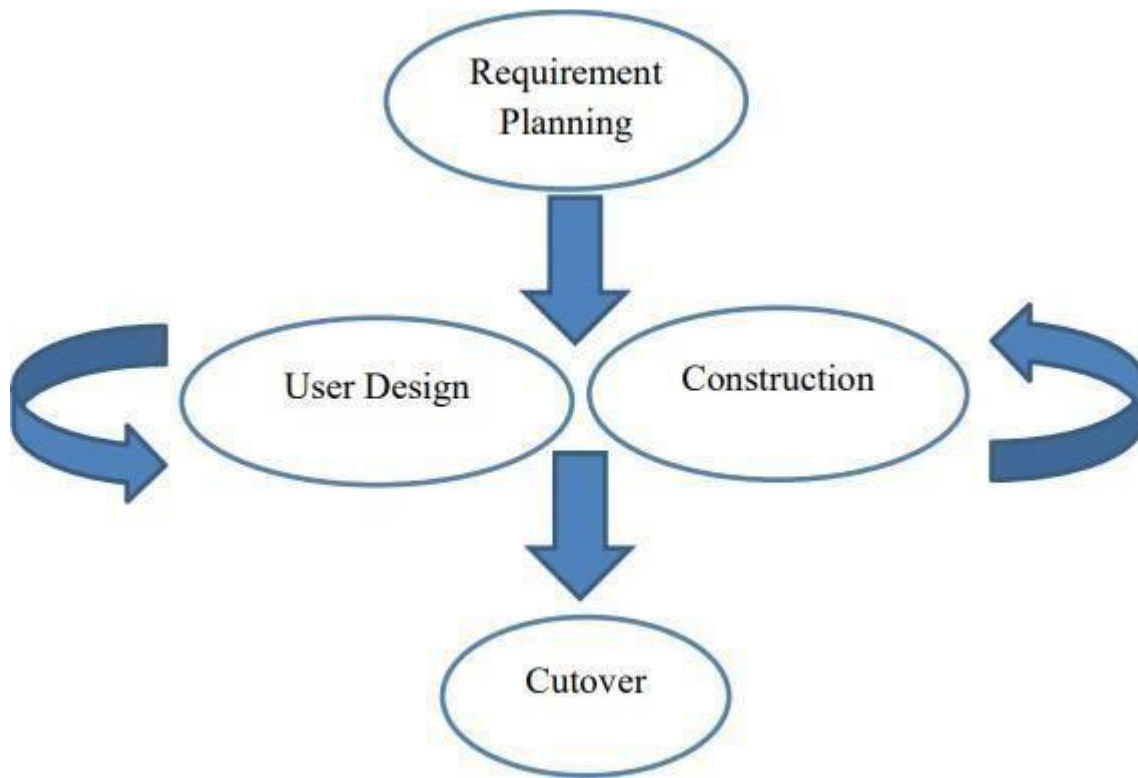 Requirement
Planning
User Design
Construction
Cutover